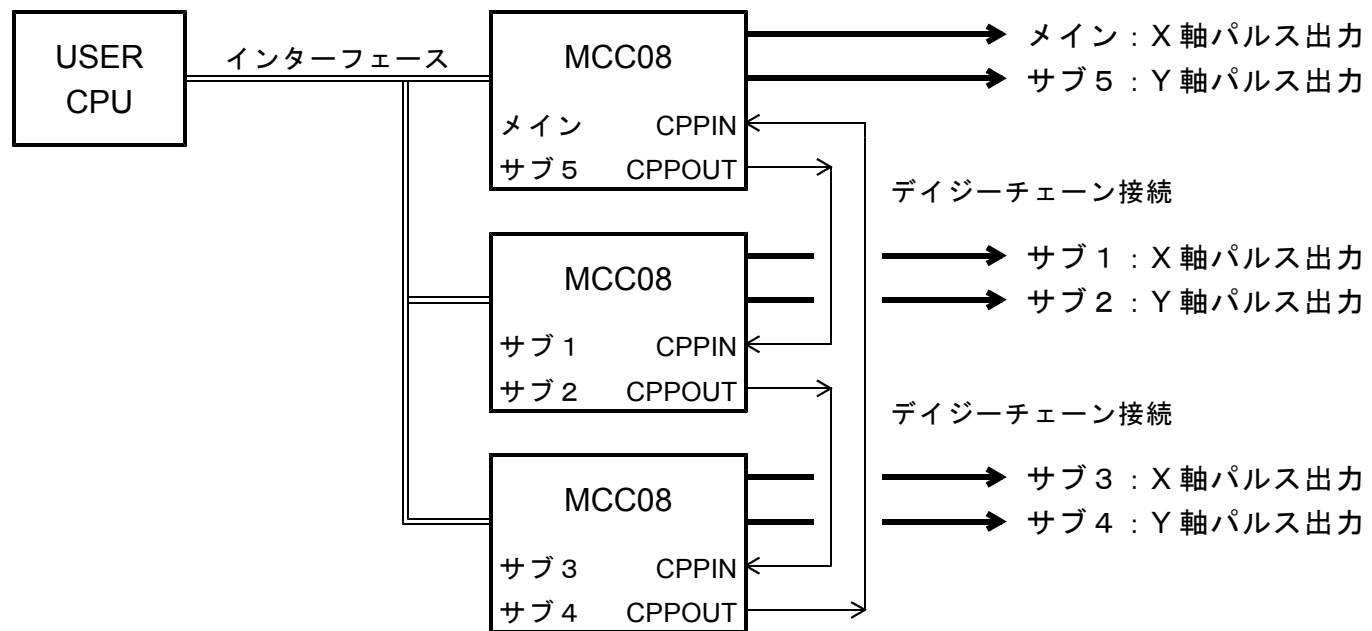 USER
CPU
インターフェース
MCC08
メイン CPPIN
サブ5 CPPOUT
メイン：X軸パルス出力
サブ5：Y軸パルス出力
デイジーチェーン接続
MCC08
サブ1 CPPIN
サブ2 CPPOUT
サブ1：X軸パルス出力
サブ2：Y軸パルス出力
デイジーチェーン接続
MCC08
サブ3 CPPIN
サブ4 CPPOUT
サブ3：X軸パルス出力
サブ4：Y軸パルス出力